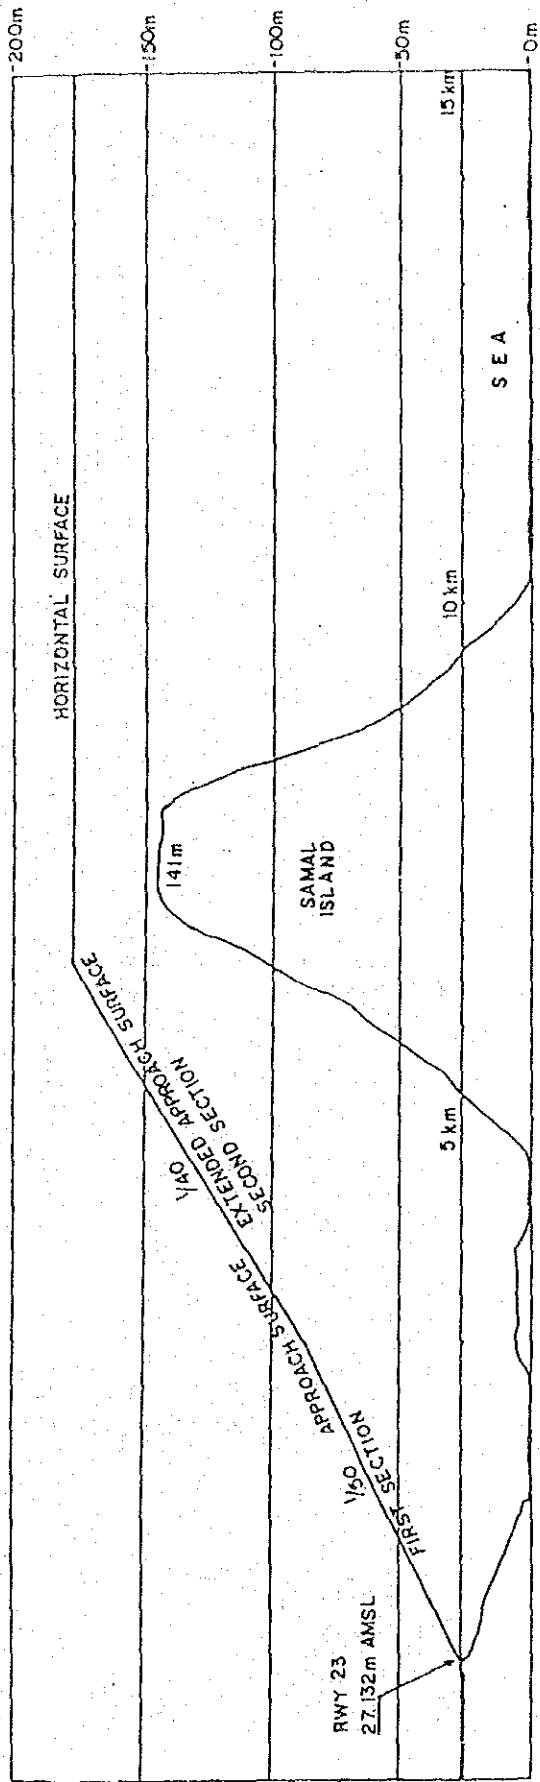 200m
150m
100m
50m
0m
HORIZONTAL SURFACE
15 km
10 km
5 km
SEA
141m
SAMAL
ISLAND
APPROACH SURFACE
EXTENDED APPROACH SURFACE
SECOND SECTION
1/40
1/50
FIRST SECTION
RWY 23
27.132m AMSL